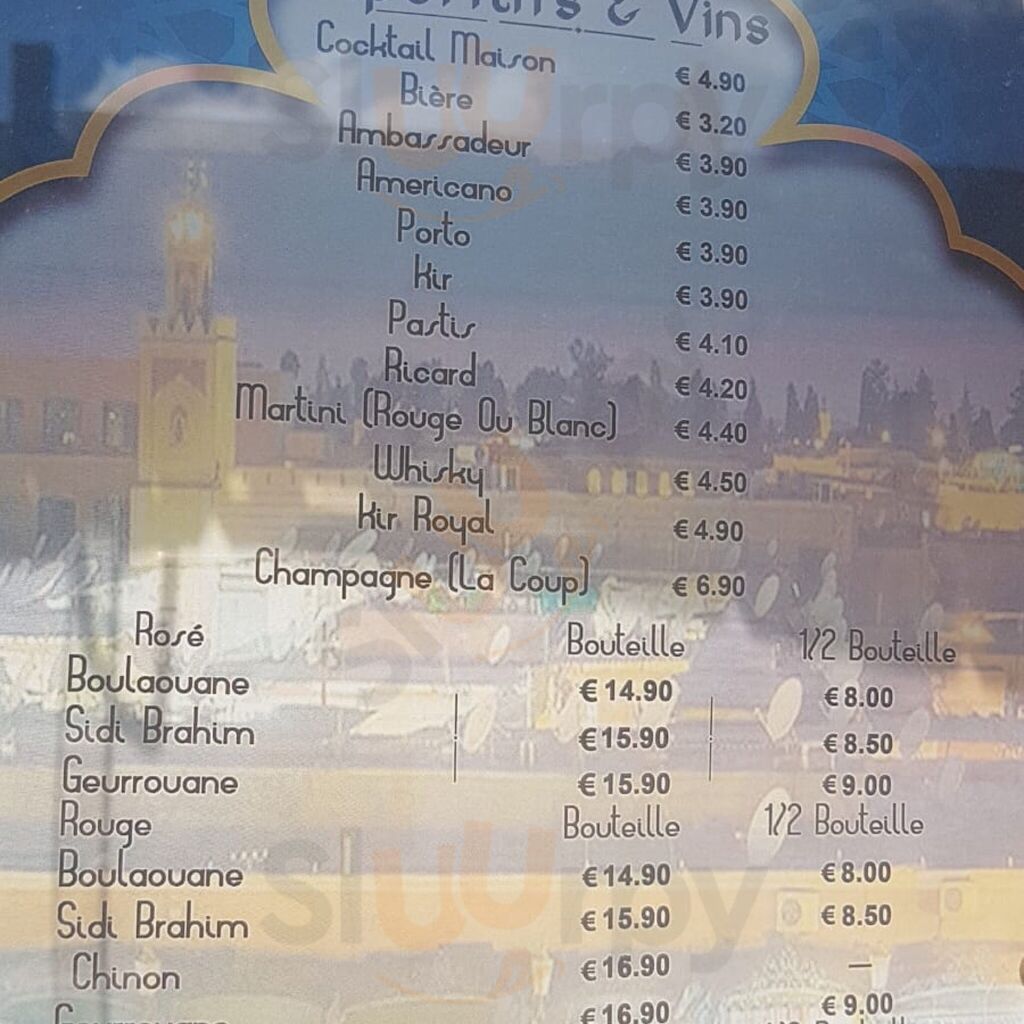 & Vins
Cocktail Maison € 4.90
Bière € 3.20
Ambassadeur € 3.90
Americano € 3.90
Porto € 3.90
Kir € 3.90
Pastis € 4.10
Ricard € 4.20
Martini (Rouge Ou Blanc) € 4.40
Whisky € 4.50
Kir Royal € 4.90
Champagne (La Coup) € 6.90
Rosé Bouteille 1/2 Bouteille
Boulaouane € 14.90 € 8.00
Sidi Brahim € 15.90 € 8.50
Geurrouane € 15.90 € 9.00
Rouge Bouteille 1/2 Bouteille
Boulaouane € 14.90 € 8.00
Sidi Brahim € 15.90 € 8.50
Chinon € 16.90 —
€ 16.90 € 9.00
sluurpy
sluurpy
sluurpy